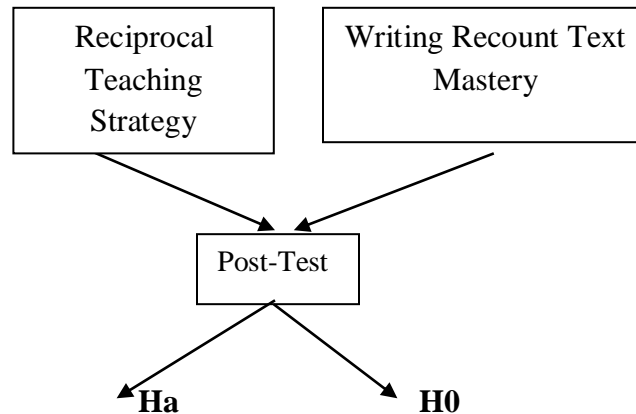 Reciprocal
Teaching
Strategy
Writing Recount Text
Mastery
Post-Test
Ha
H0